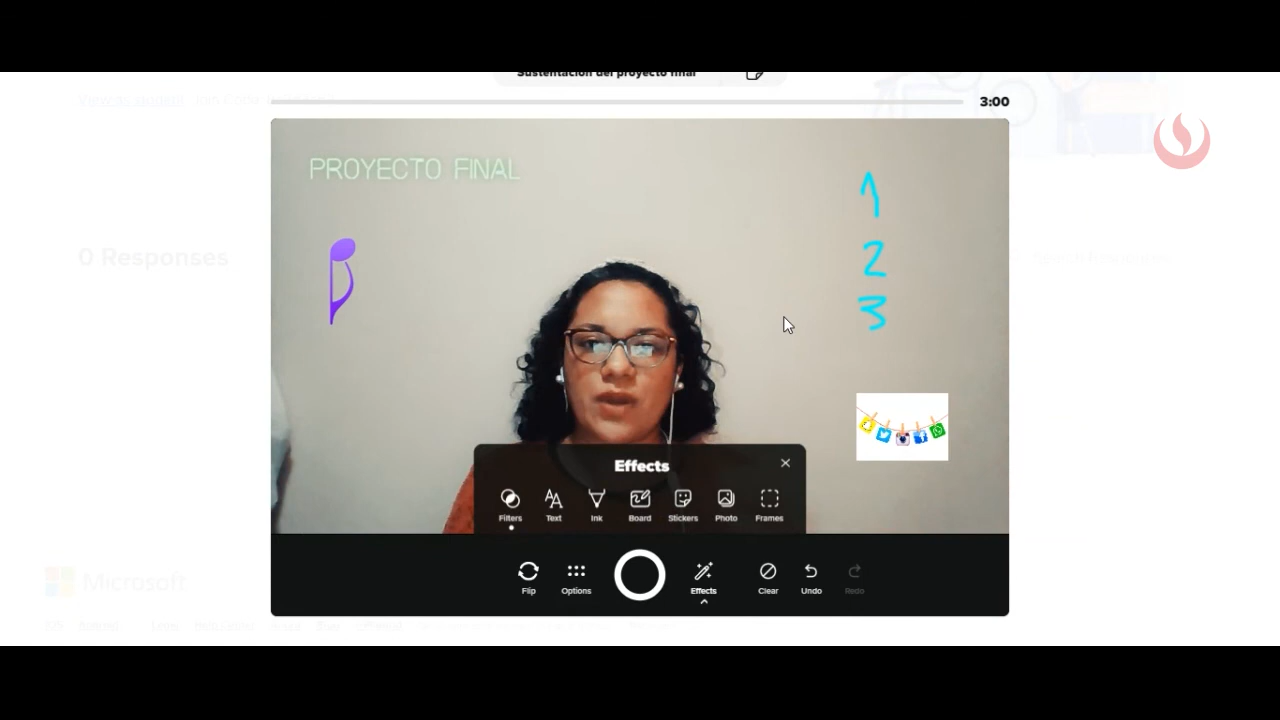 Sustentación del proyecto final
3:00
PROYECTO FINAL
1
2
3
0 Responses
Effects
Filters
Text
Ink
Board
Stickers
Photo
Frames
Flip
Options
Effects
Clear
Undo
Redo
Microsoft